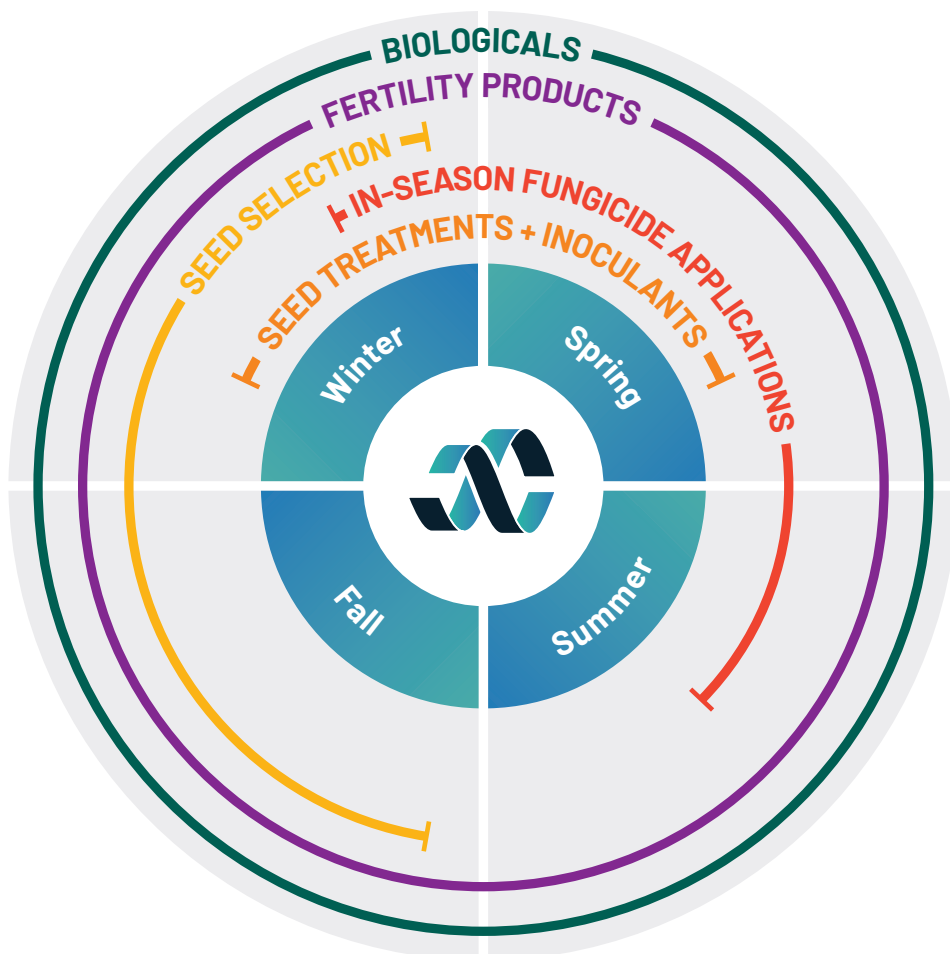 BIOLOGICALS
FERTILITY PRODUCTS
SEED SELECTION
IN-SEASON FUNGICIDE APPLICATIONS
SEED TREATMENTS + INOCULANTS
Winter
Spring
Fall
Summer